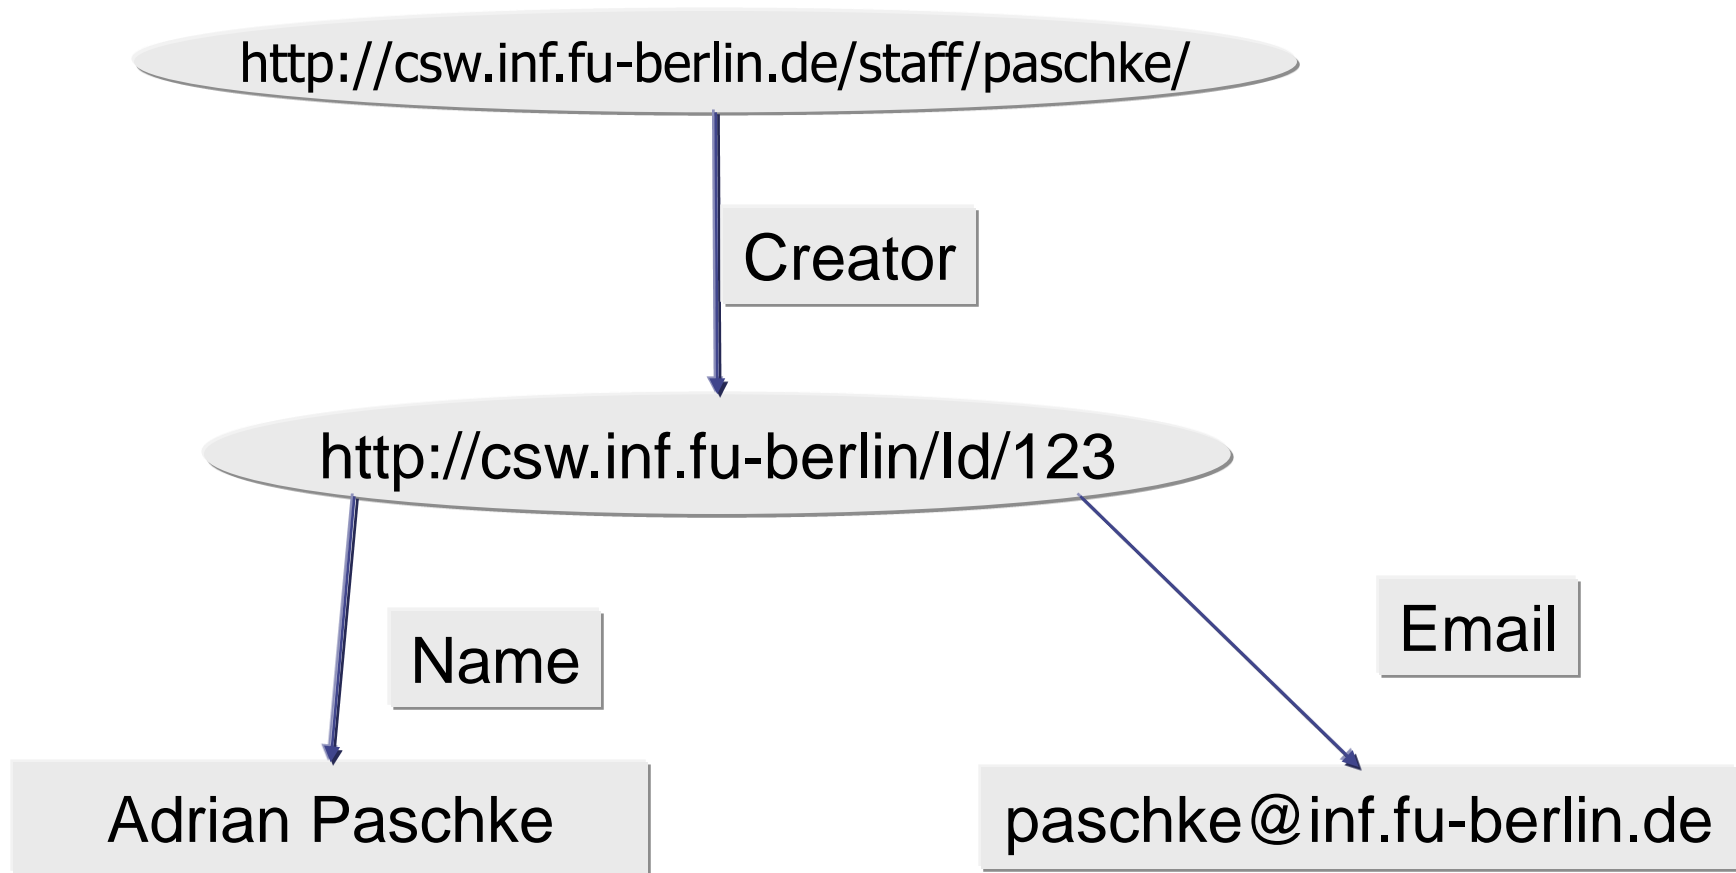 http://csw.inf.fu-berlin.de/staff/paschke/
Creator
http://csw.inf.fu-berlin/Id/123
Name
Email
Adrian Paschke
paschke@inf.fu-berlin.de